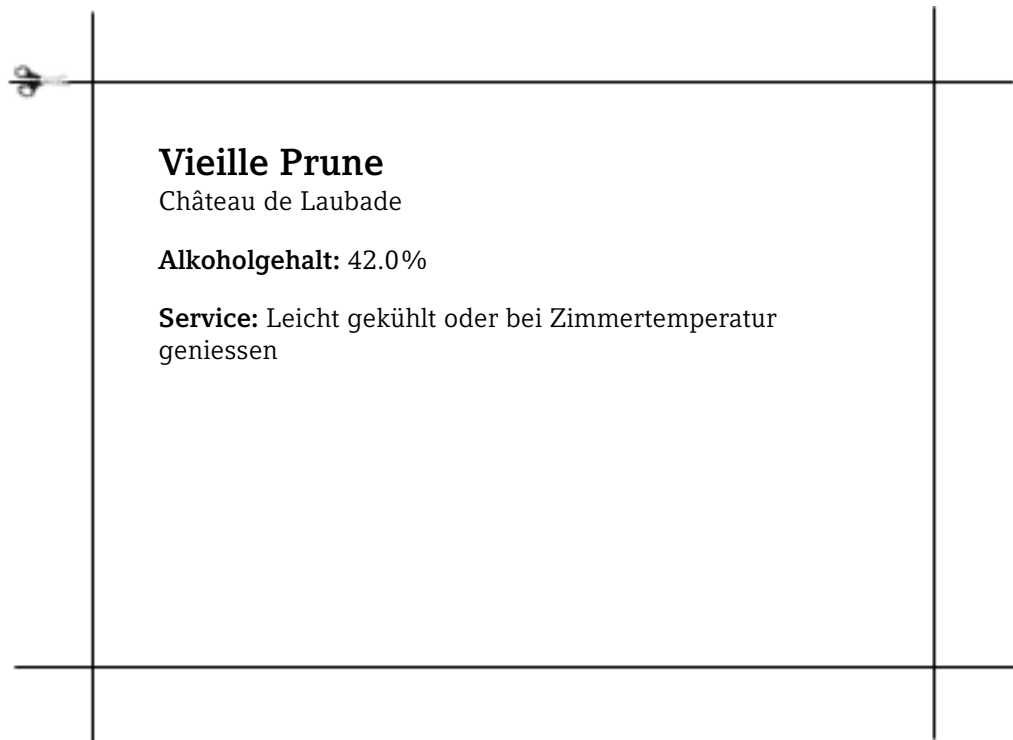 Vieille Prune
Château de Laubade
Alkoholgehalt: 42.0%
Service: Leicht gekühlt oder bei Zimmertemperatur
geniessen